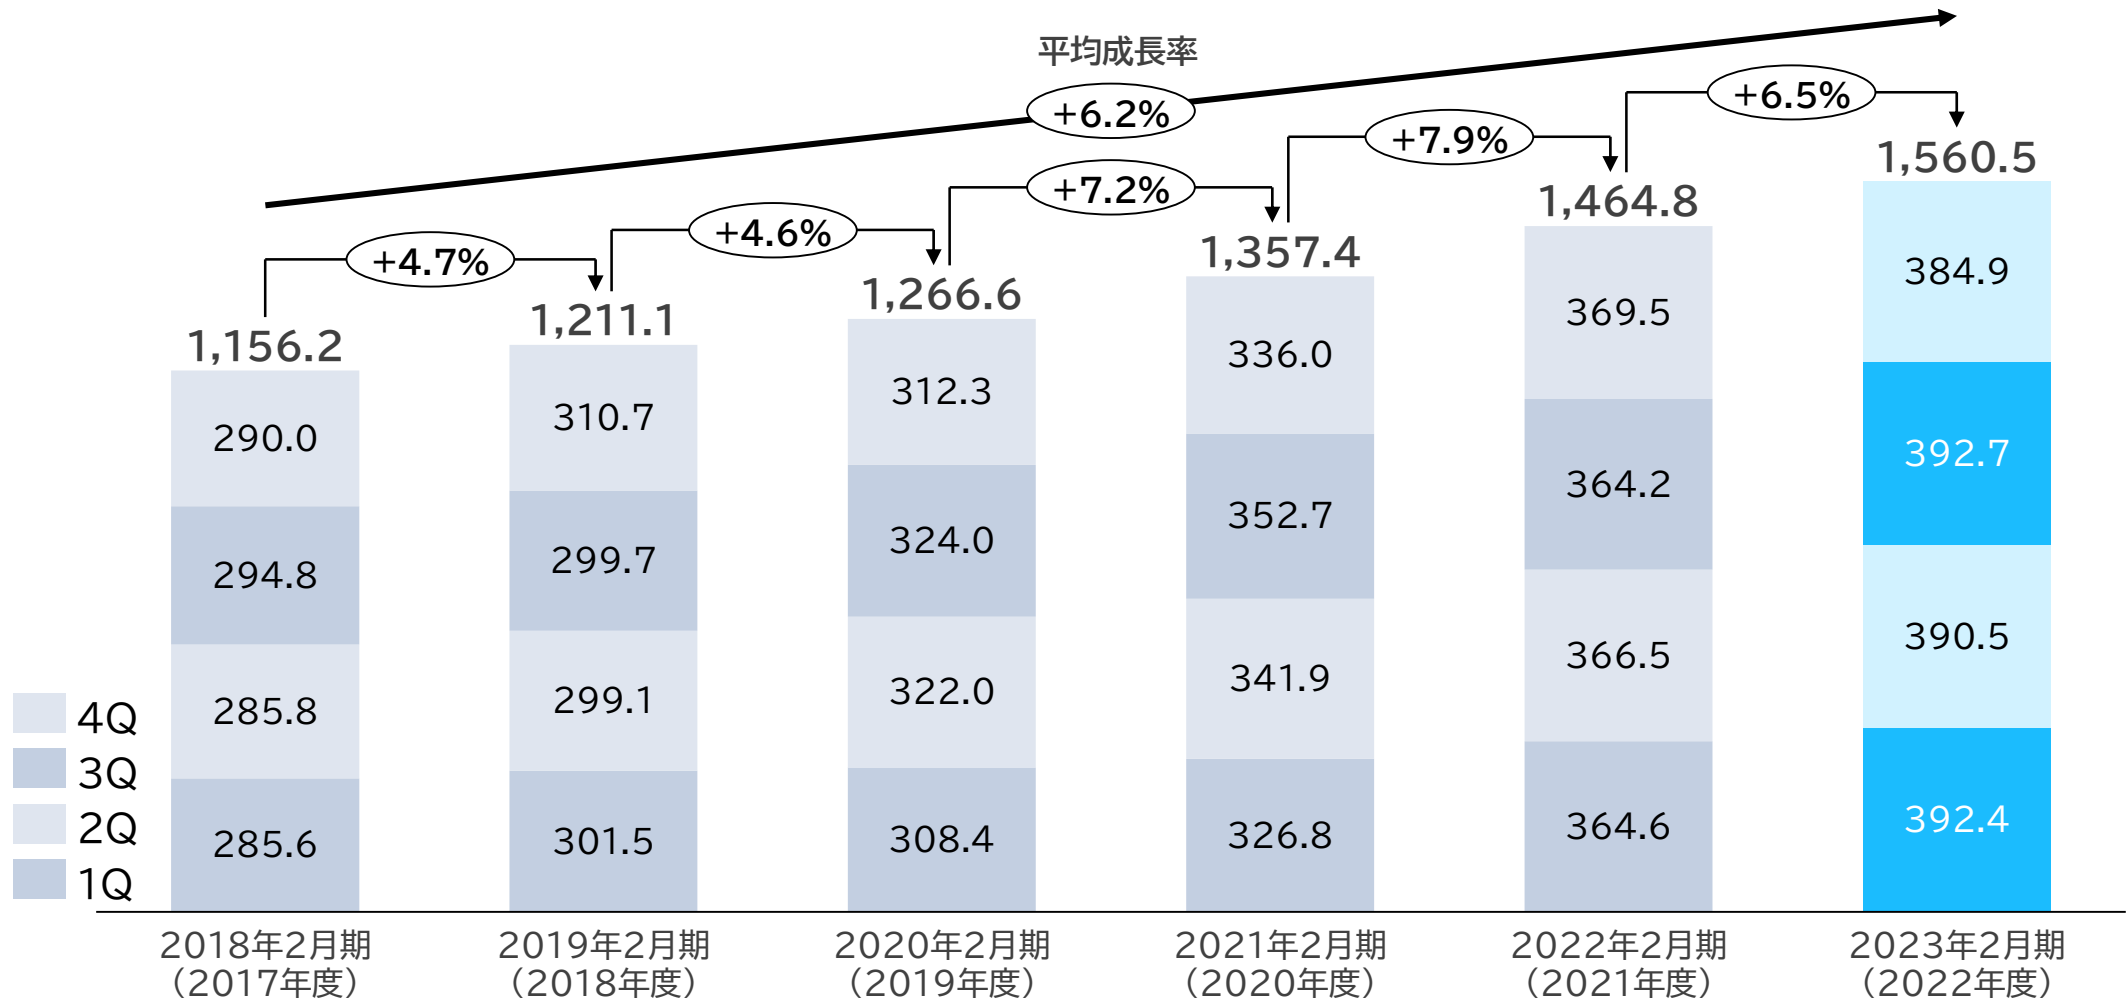 平均成長率
+6.2%
+4.7%
+4.6%
+7.2%
+7.9%
+6.5%
1,156.2
1,211.1
1,266.6
1,357.4
1,464.8
1,560.5
290.0
310.7
312.3
336.0
369.5
384.9
294.8
299.7
324.0
352.7
364.2
392.7
285.8
299.1
322.0
341.9
366.5
390.5
285.6
301.5
308.4
326.8
364.6
392.4
4Q
3Q
2Q
1Q
2018年2月期
（2017年度）
2019年2月期
（2018年度）
2020年2月期
（2019年度）
2021年2月期
（2020年度）
2022年2月期
（2021年度）
2023年2月期
（2022年度）